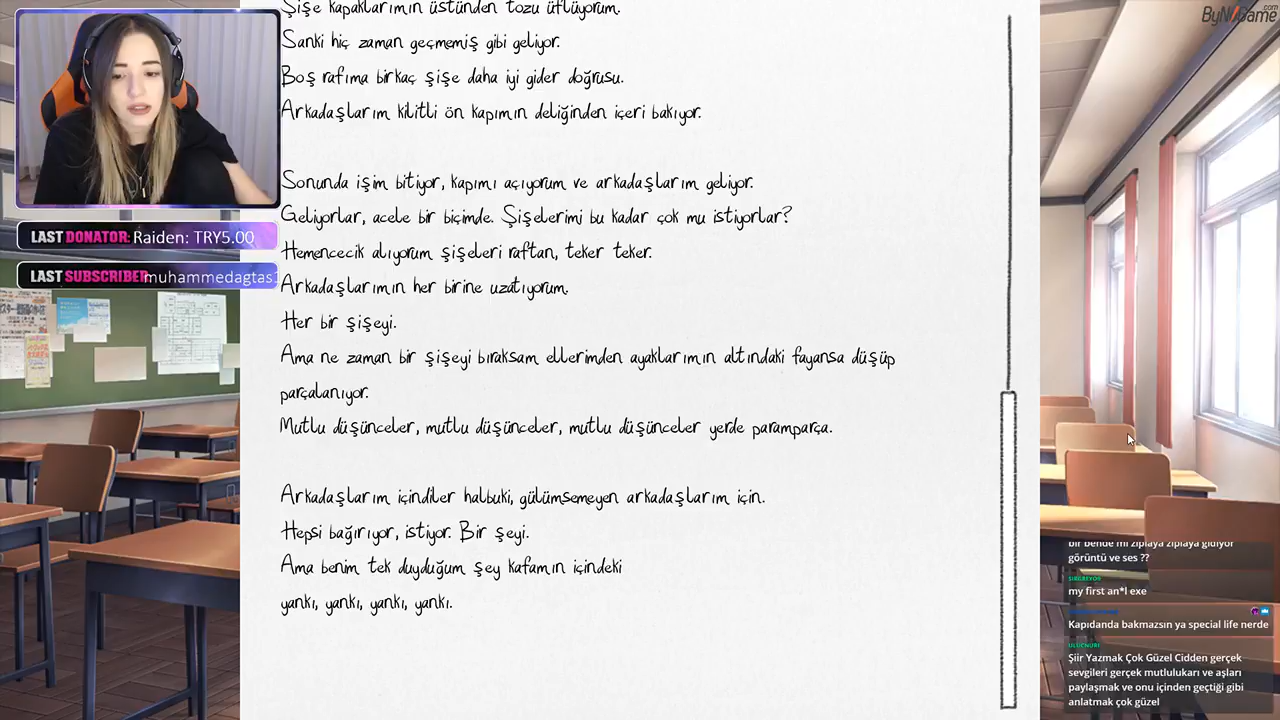 Şişe kapaklarımın üstünden tozu üflüyorum.
Sanki hiç zaman geçmemiş gibi geliyor.
Boş rafıma birkaç şişe daha iyi gider doğrusu.
Arkadaşlarım kilitli ön kapımın deliğinden içeri bakıyor.
Sonunda işim bitiyor, kapımı açıyorum ve arkadaşlarım geliyor.
Geliyorlar, acele bir biçimde. Şişelerimi bu kadar çok mu istiyorlar?
Hemencecik alıyorum şişeleri raftan, teker teker.
Arkadaşlarımın her birine uzatıyorum.
Her bir şişeyi.
Ama ne zaman bir şişeyi bıraksam ellerimden ayaklarımın altındaki fayansa düşüp
parçalanıyor.
Mutlu düşünceler, mutlu düşünceler, mutlu düşünceler yerde paramparça.
Arkadaşlarım içindiler halbuki, gülümsemeyen arkadaşlarım için.
Hepsi bağırıyor, istiyor. Bir şeyi.
Ama benim tek duyduğum şey kafamın içindeki
yankı, yankı, yankı, yankı.
LAST DONATOR: Raiden: TRY5.00
LAST SUBSCRIBER muhammedagtas
ByNoGame.com
bir bende mi zıplaya zıplaya gidiyor
görüntü ve ses ??
my first an*l exe
Kapıdanda bakmazsın ya special life nerde
ULUCNURI
Şiir Yazmak Çok Güzel Cidden gerçek
sevgileri gerçek mutlulukarı ve aşları
paylaşmak ve onu içinden geçtiği gibi
anlatmak çok güzel